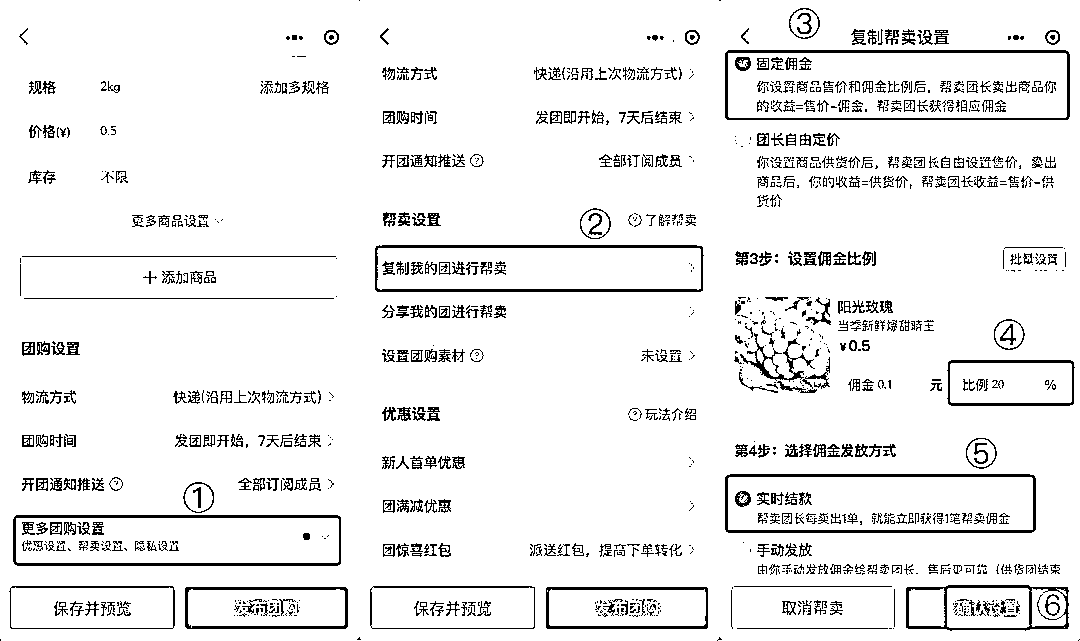 规格 2kg 添加多规格
价格(¥) 0.5
库存 不限
更多商品设置
+ 添加商品
团购设置
物流方式 快递(沿用上次物流方式)
团购时间 发团即开始，7天后结束
开团通知推送 ? 全部订阅成员
①
更多团购设置
优惠设置、帮卖设置、隐私设置
保存并预览 发布团购
物流方式 快递(沿用上次物流方式)
团购时间 发团即开始，7天后结束
开团通知推送 ? 全部订阅成员
帮卖设置 ② ? 了解帮卖
复制我的团进行帮卖
分享我的团进行帮卖
设置团购素材 ? 未设置
优惠设置 ? 玩法介绍
新人首单优惠
团满减优惠
团惊喜红包 派送红包，提高下单转化
保存并预览 发布团购
③
复制帮卖设置
固定佣金
你设置商品售价和佣金比例后，帮卖团长卖出商品你
的收益=售价-佣金，帮卖团长获得相应佣金
团长自由定价
你设置商品供货价后，帮卖团长自由设置售价，卖出
商品后，你的收益=供货价，帮卖团长收益=售价-供
货价
第3步：设置佣金比例 批量设置
阳光玫瑰
当季新鲜爆甜晴王
¥0.5
④
佣金 0.1 元 比例 20 %
第4步：选择佣金发放方式
⑤
实时结款
帮卖团长每卖出1单，就能立即获得1笔帮卖佣金
手动发放
由你手动发放佣金给帮卖团长，售后更可靠（供货团结束
取消帮卖 确认设置 ⑥